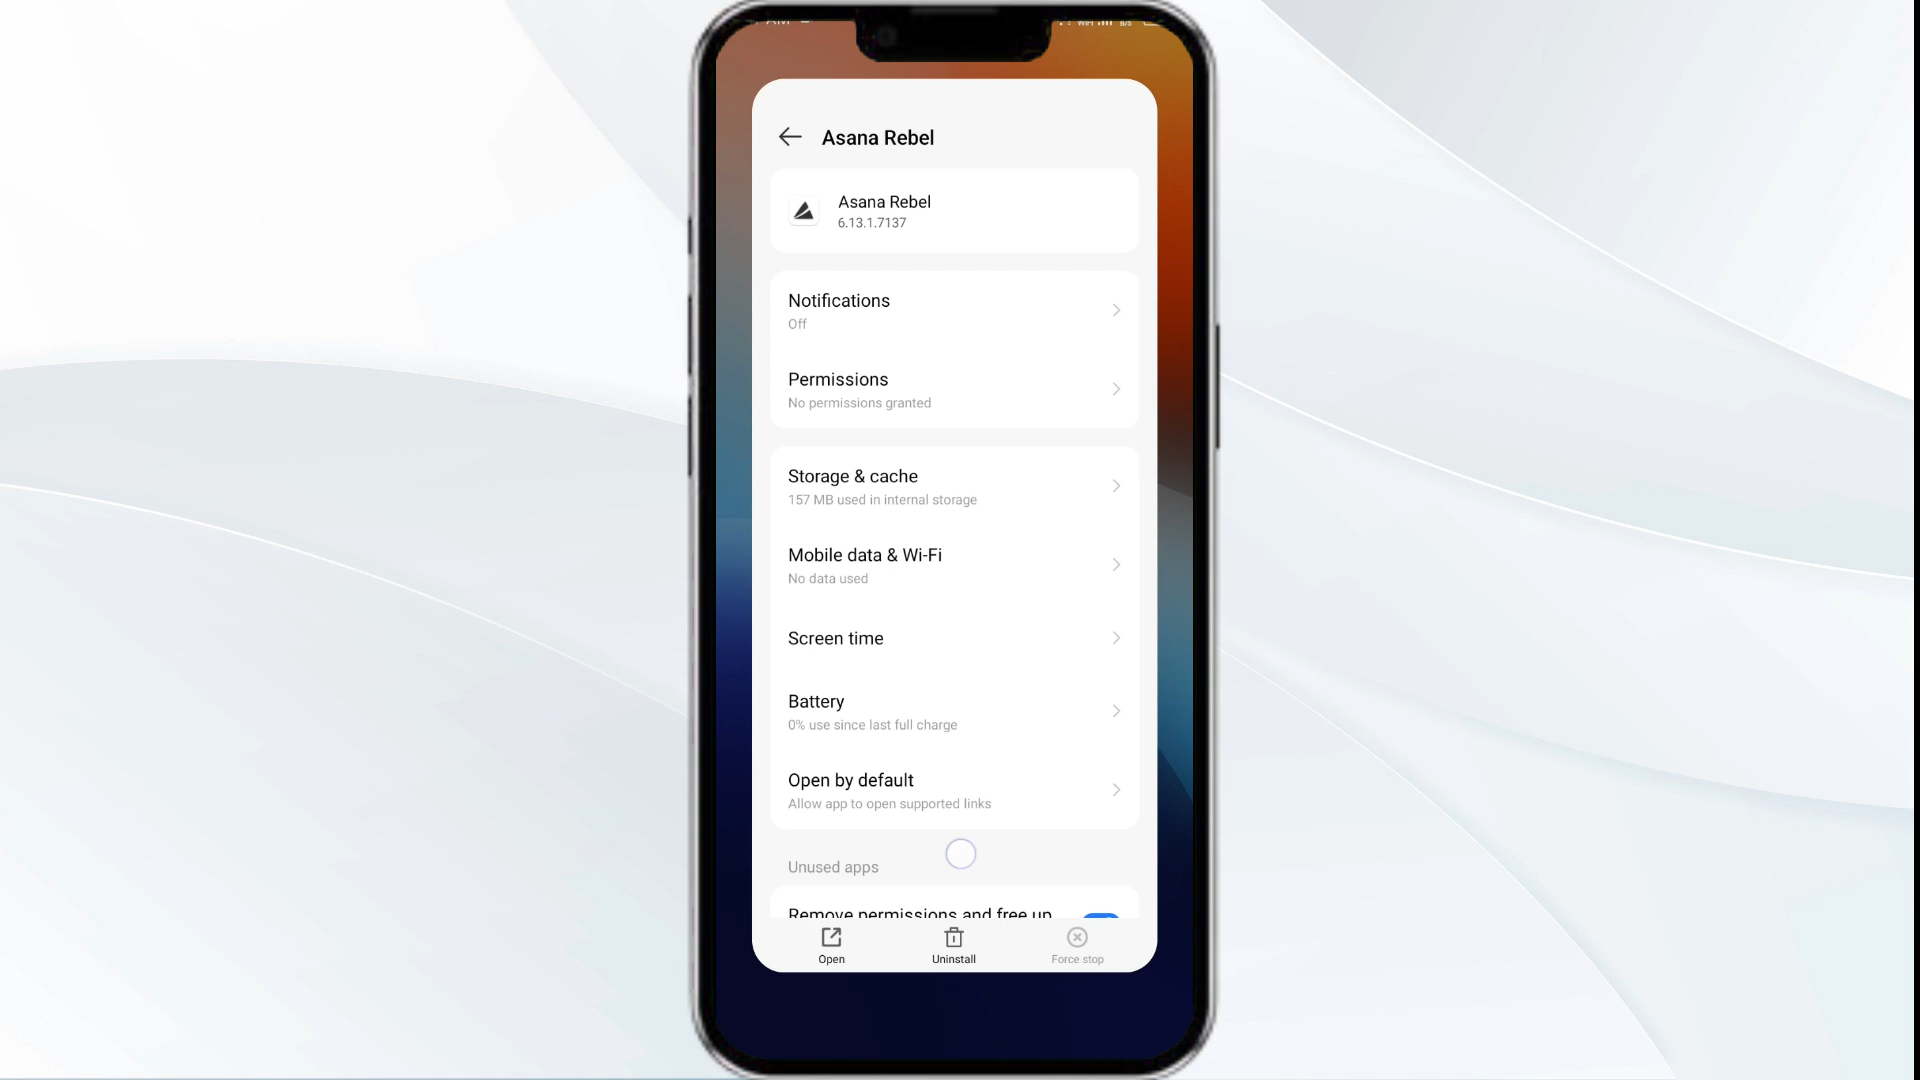 Asana Rebel
Asana Rebel
6.13.1.7137
Notifications
Off
Permissions
No permissions granted
Storage & cache
157 MB used in internal storage
Mobile data & Wi-Fi
No data used
Screen time
Battery
0% use since last full charge
Open by default
Allow app to open supported links
Unused apps
Remove permissions and free up
Open
Uninstall
Force stop